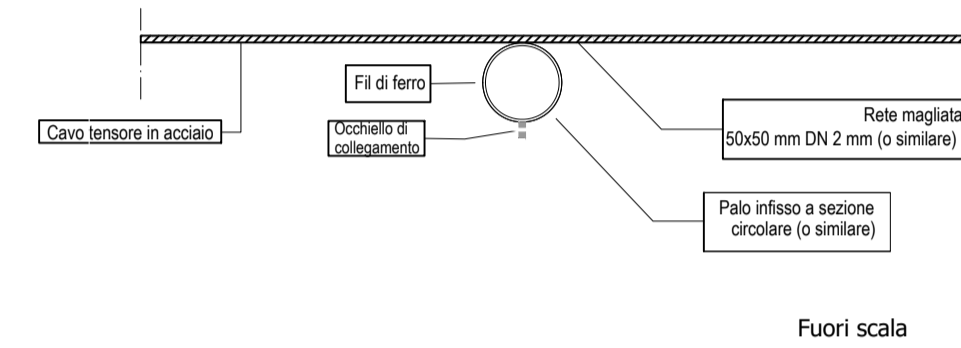 Fil di ferro
Cavo tensore in acciaio
Occhiello di
collegamento
Rete magliata
50x50 mm DN 2 mm (o similare)
Palo infisso a sezione
circolare (o similare)
Fuori scala